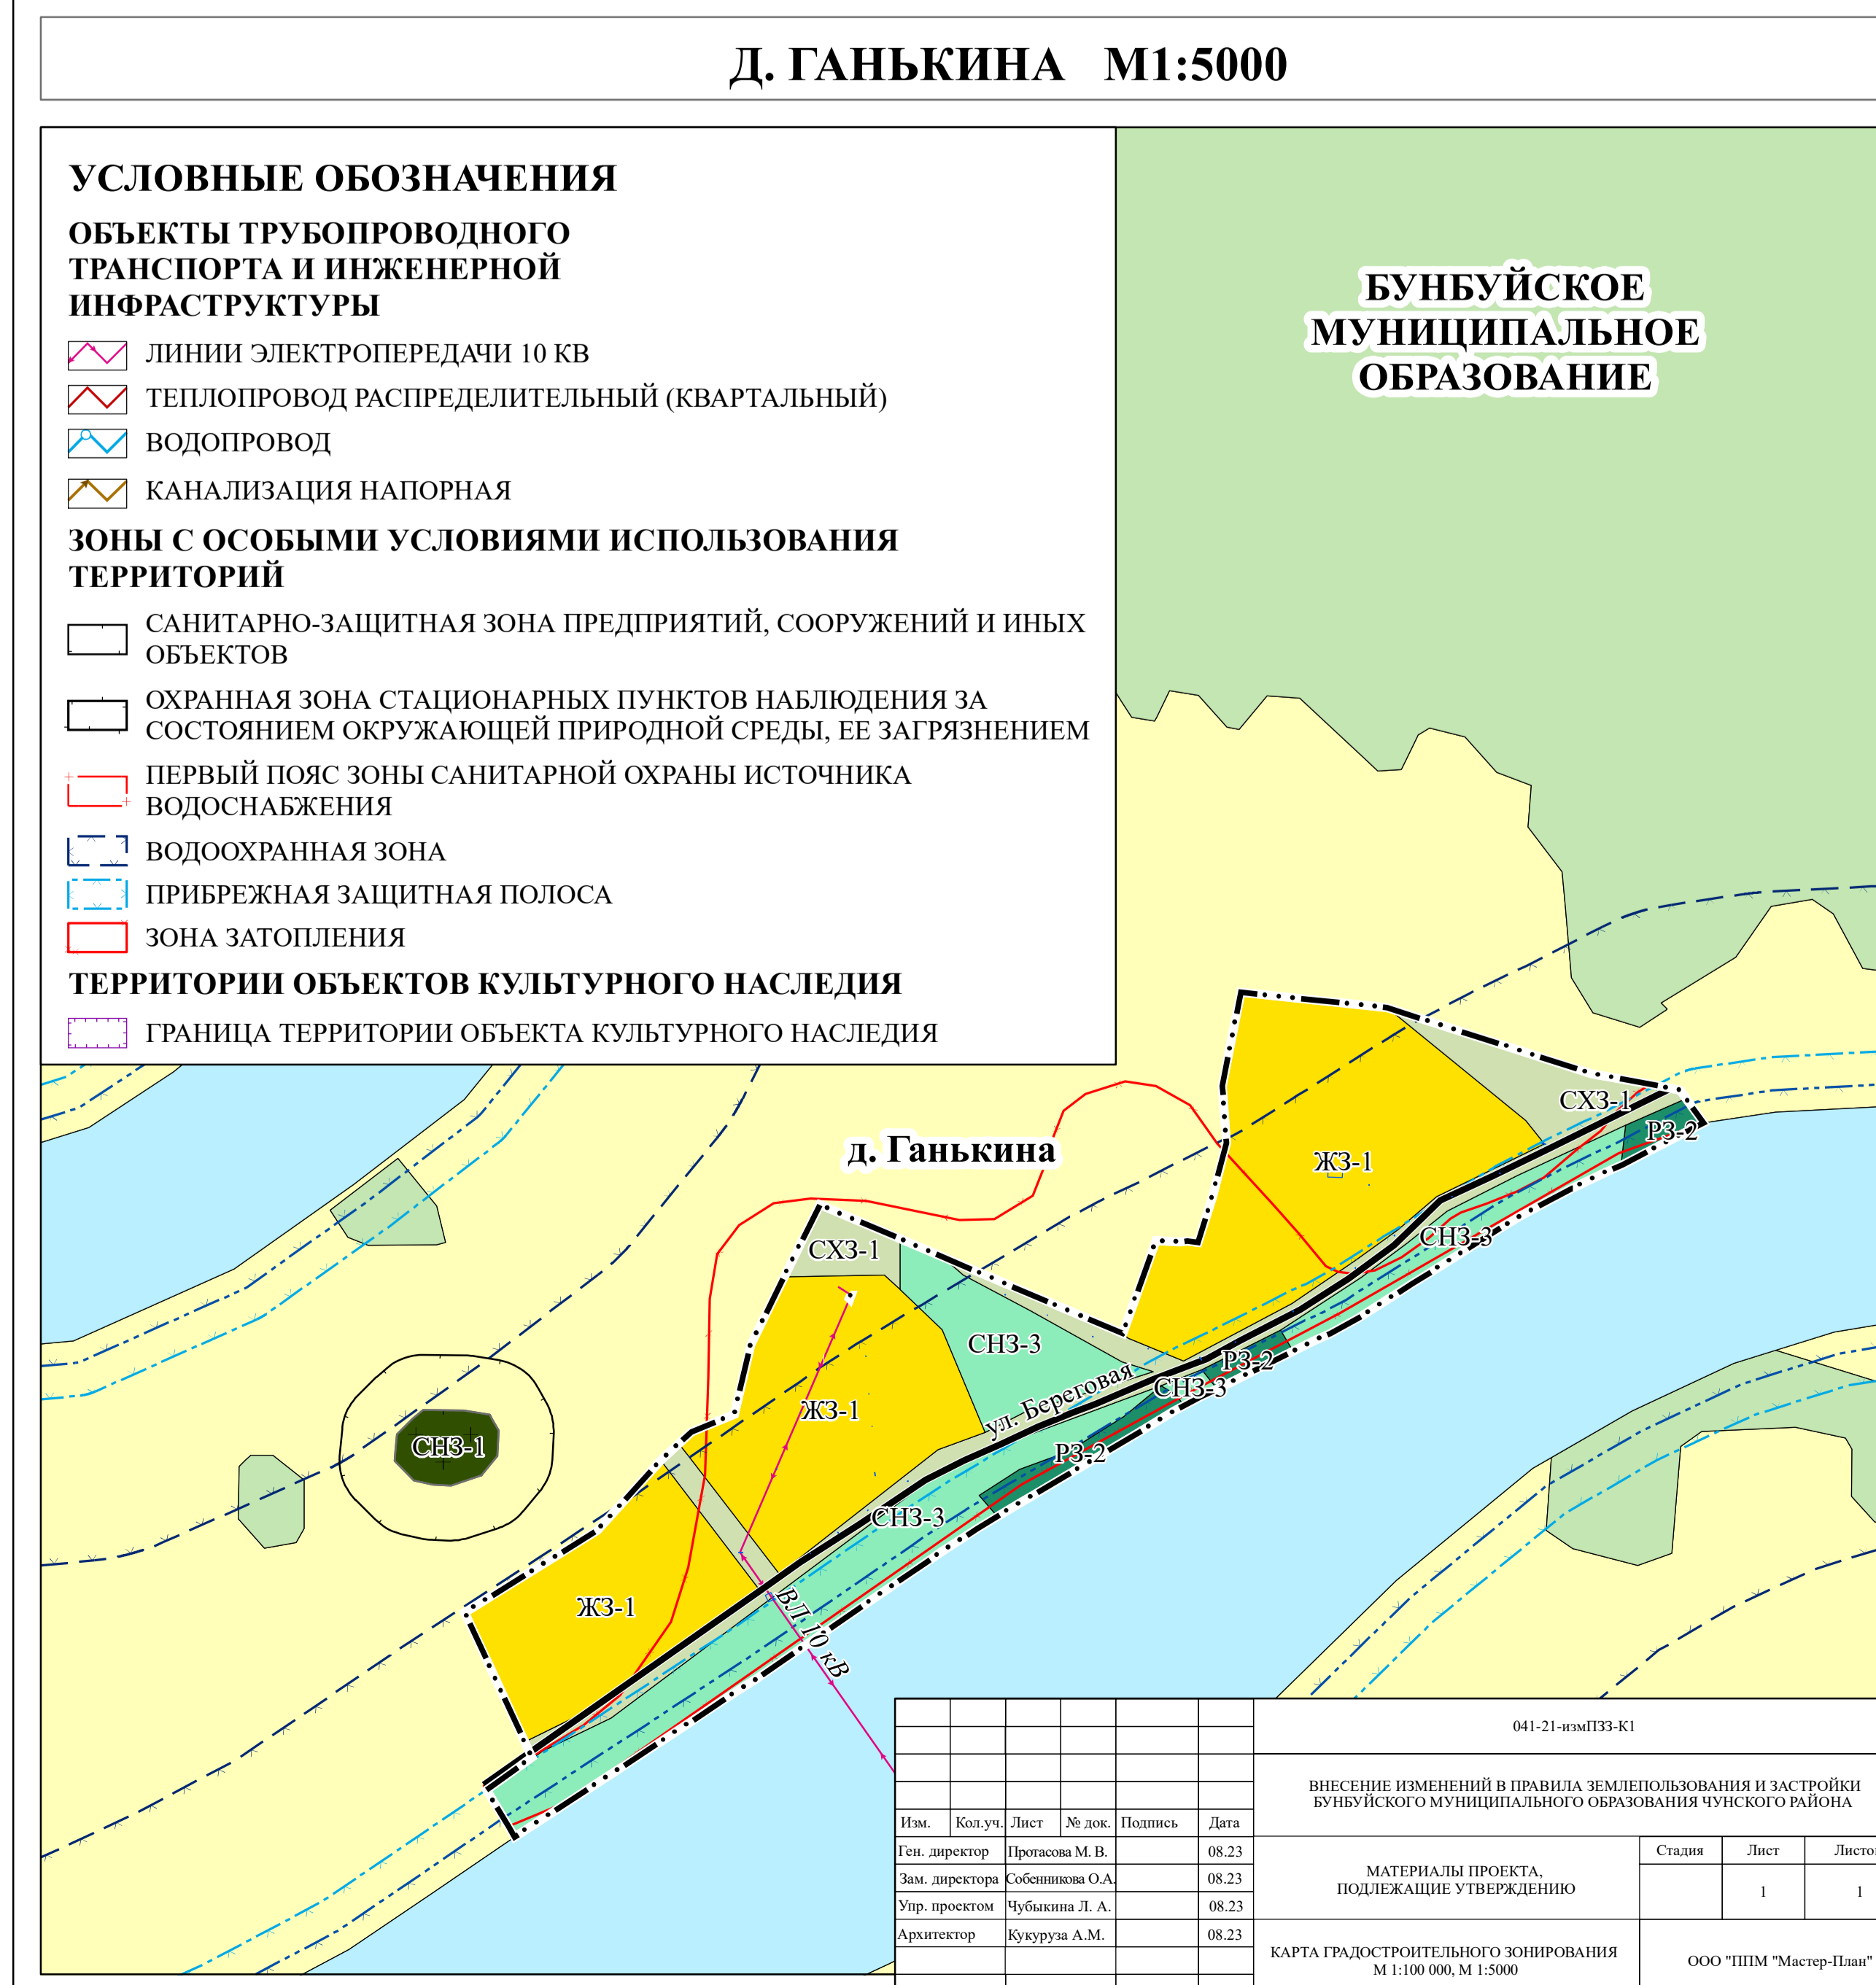 Д. ГАНЬКИНА   М1:5000
УСЛОВНЫЕ ОБОЗНАЧЕНИЯ
ОБЪЕКТЫ ТРУБОПРОВОДНОГО
ТРАНСПОРТА И ИНЖЕНЕРНОЙ
ИНФРАСТРУКТУРЫ
ЛИНИИ ЭЛЕКТРОПЕРЕДАЧИ 10 КВ
ТЕПЛОПРОВОД РАСПРЕДЕЛИТЕЛЬНЫЙ (КВАРТАЛЬНЫЙ)
ВОДОПРОВОД
КАНАЛИЗАЦИЯ НАПОРНАЯ
ЗОНЫ С ОСОБЫМИ УСЛОВИЯМИ ИСПОЛЬЗОВАНИЯ
ТЕРРИТОРИЙ
САНИТАРНО-ЗАЩИТНАЯ ЗОНА ПРЕДПРИЯТИЙ, СООРУЖЕНИЙ И ИНЫХ
ОБЪЕКТОВ
ОХРАННАЯ ЗОНА СТАЦИОНАРНЫХ ПУНКТОВ НАБЛЮДЕНИЯ ЗА
СОСТОЯНИЕМ ОКРУЖАЮЩЕЙ ПРИРОДНОЙ СРЕДЫ, ЕЕ ЗАГРЯЗНЕНИЕМ
ПЕРВЫЙ ПОЯС ЗОНЫ САНИТАРНОЙ ОХРАНЫ ИСТОЧНИКА
ВОДОСНАБЖЕНИЯ
ВОДООХРАННАЯ ЗОНА
ПРИБРЕЖНАЯ ЗАЩИТНАЯ ПОЛОСА
ЗОНА ЗАТОПЛЕНИЯ
ТЕРРИТОРИИ ОБЪЕКТОВ КУЛЬТУРНОГО НАСЛЕДИЯ
ГРАНИЦА ТЕРРИТОРИИ ОБЪЕКТА КУЛЬТУРНОГО НАСЛЕДИЯ
БУНБУЙСКОЕ
МУНИЦИПАЛЬНОЕ
ОБРАЗОВАНИЕ
СХЗ-1
РЗ-2
д. Ганькина
ЖЗ-1
СНЗ-3
СХЗ-1
СНЗ-3
РЗ-2
СНЗ-3
ул. Береговая
ЖЗ-1
РЗ-2
СНЗ-1
СНЗ-3
ЖЗ-1
ВЛ 10 кВ
041-21-измПЗЗ-К1
ВНЕСЕНИЕ ИЗМЕНЕНИЙ В ПРАВИЛА ЗЕМЛЕПОЛЬЗОВАНИЯ И ЗАСТРОЙКИ
БУНБУЙСКОГО МУНИЦИПАЛЬНОГО ОБРАЗОВАНИЯ ЧУНСКОГО РАЙОНА
Изм. Кол.уч. Лист № док. Подпись Дата
Ген. директор Протасова М. В. 08.23
Зам. директора Собенникова О.А. 08.23
Упр. проектом Чубыкина Л. А. 08.23
Архитектор Кукуруза А.М. 08.23
МАТЕРИАЛЫ ПРОЕКТА,
ПОДЛЕЖАЩИЕ УТВЕРЖДЕНИЮ
Стадия Лист Листо
1 1
КАРТА ГРАДОСТРОИТЕЛЬНОГО ЗОНИРОВАНИЯ
М 1:100 000, М 1:5000
ООО "ППМ "Мастер-План"